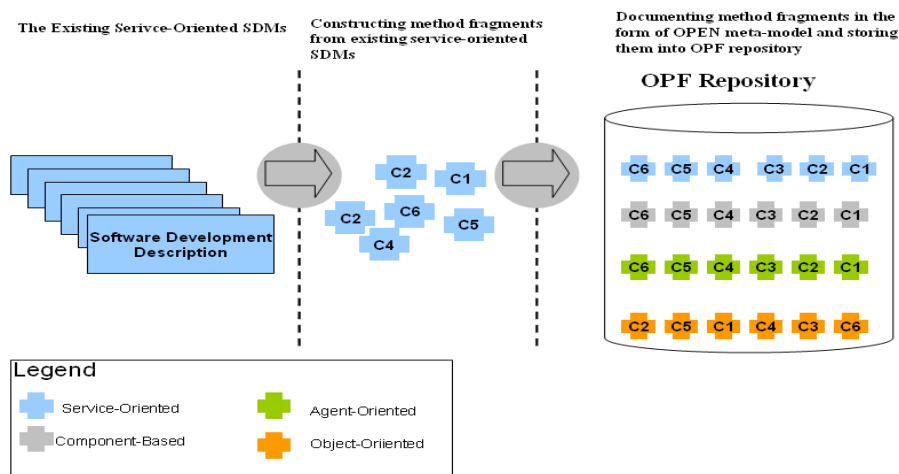 The Existing Serivce-Oriented SDMs
Constructing method fragments
from existing service-oriented
SDMs
Documenting method fragments in the
form of OPEN meta-model and storing
them into OPF repository
OPF Repository
Software Development
Description
C2
C1
C2
C6
C5
C4
C6 C5 C4 C3 C2 C1
C6 C5 C4 C3 C2 C1
C6 C5 C4 C3 C2 C1
C2 C5 C1 C4 C3 C6
Legend
Service-Oriented
Agent-Oriented
Component-Based
Object-Oriiented